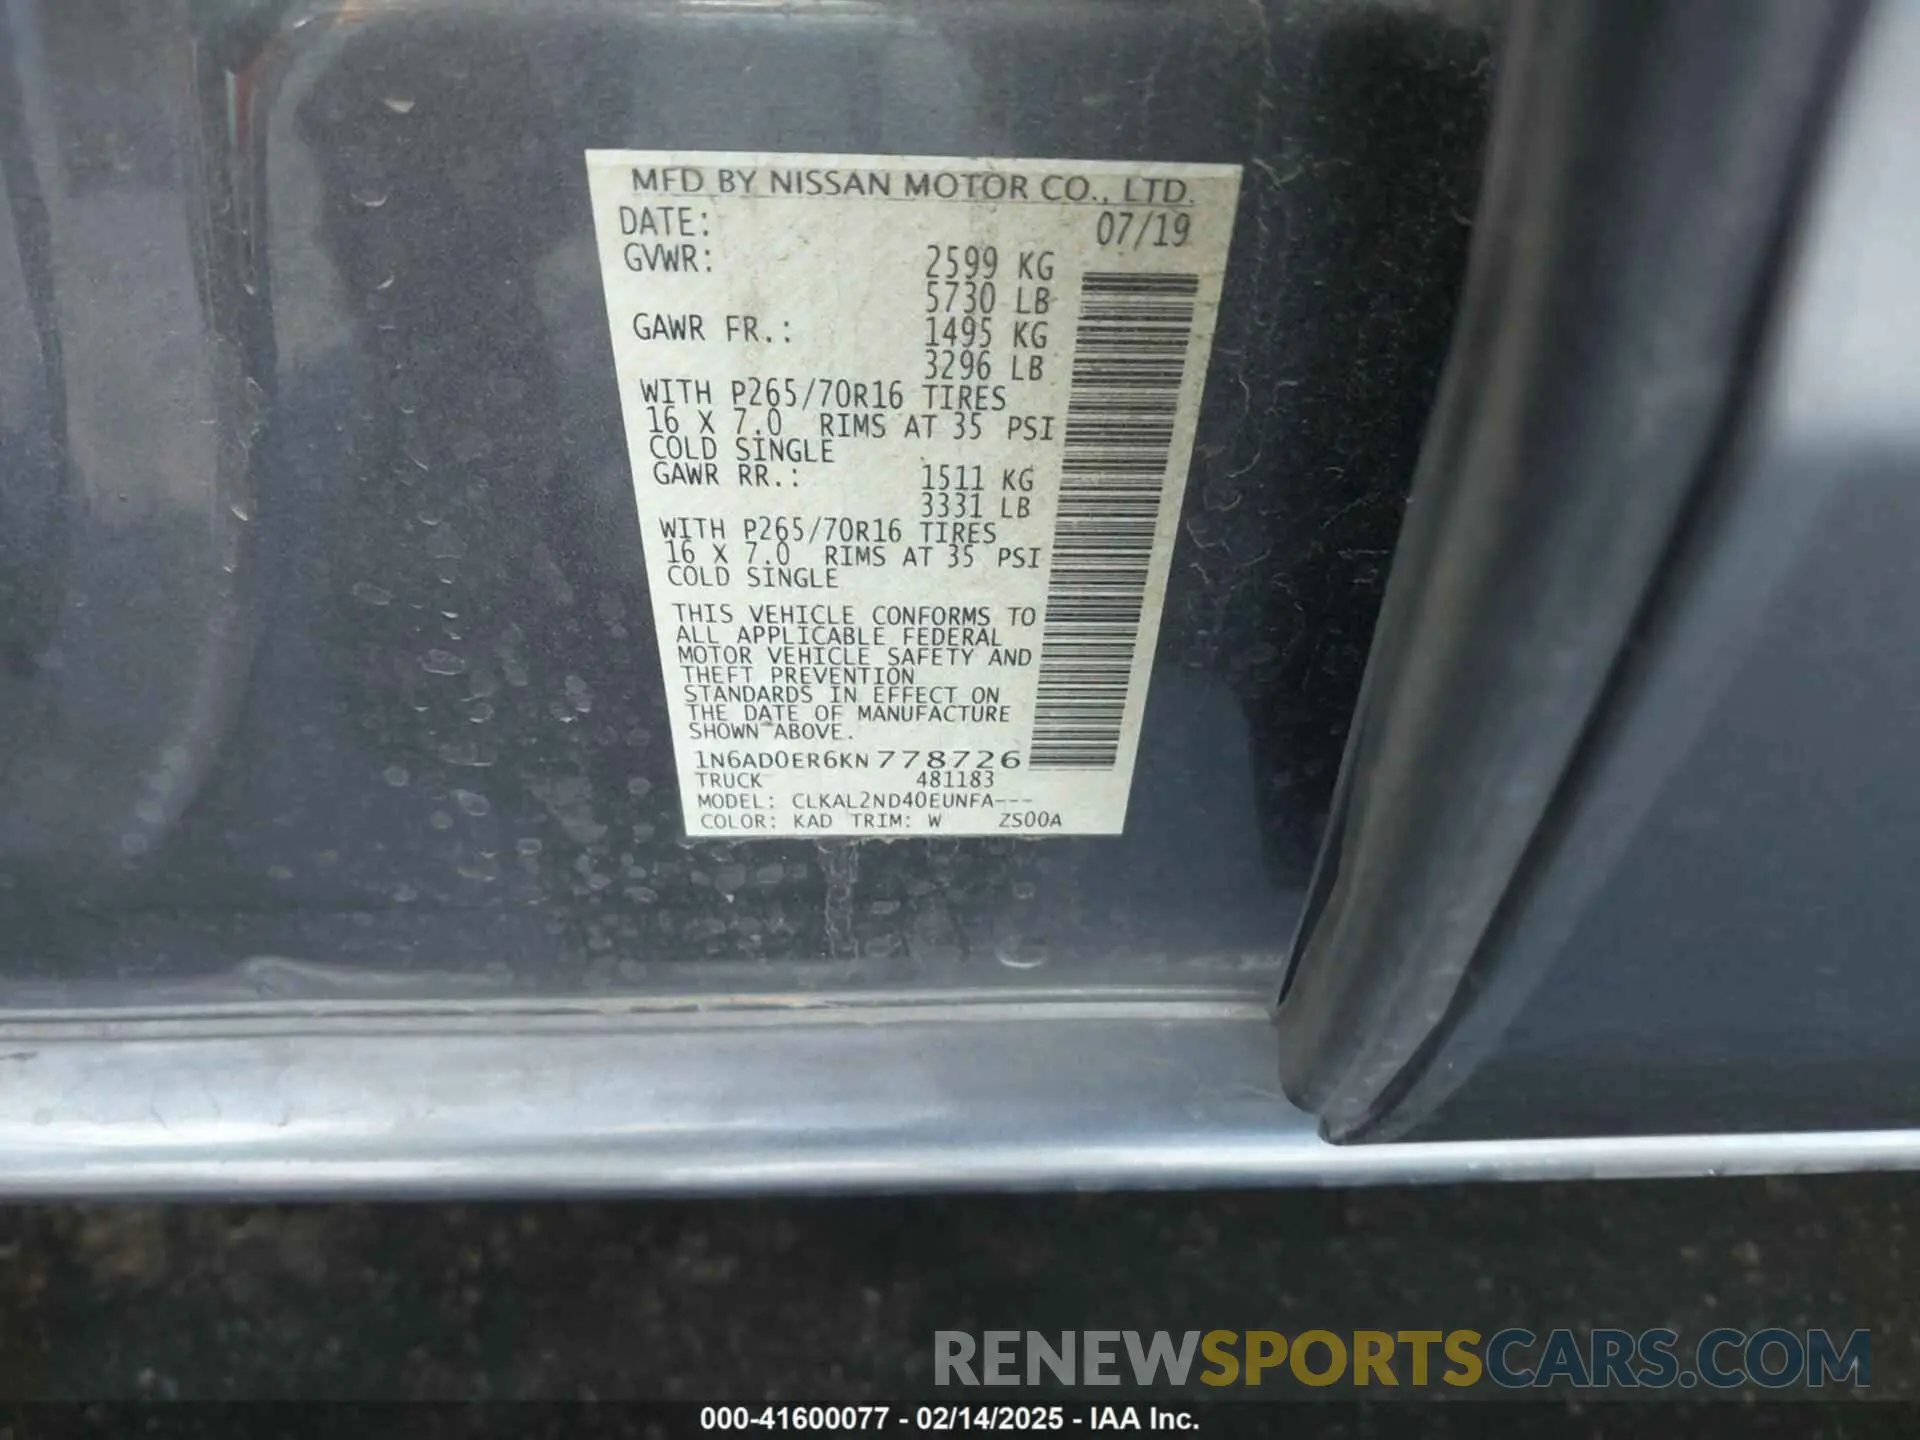 MFD BY NISSAN MOTOR CO., LTD.
DATE: 07/19
GVWR: 2599 KG
5730 LB
GAWR FR.: 1495 KG
3296 LB
WITH P265/70R16 TIRES
16 X 7.0 RIMS AT 35 PSI
COLD SINGLE
GAWR RR.: 1511 KG
3331 LB
WITH P265/70R16 TIRES
16 X 7.0 RIMS AT 35 PSI
COLD SINGLE
THIS VEHICLE CONFORMS TO
ALL APPLICABLE FEDERAL
MOTOR VEHICLE SAFETY AND
THEFT PREVENTION
STANDARDS IN EFFECT ON
THE DATE OF MANUFACTURE
SHOWN ABOVE.
1N6AD0ER6KN 778726
TRUCK 481183
MODEL: CLKAL2ND40EUNFA---
COLOR: KAD TRIM: W ZS00A
RENEWSPORTSCARS.COM
000-41600077 - 02/14/2025 - IAA Inc.